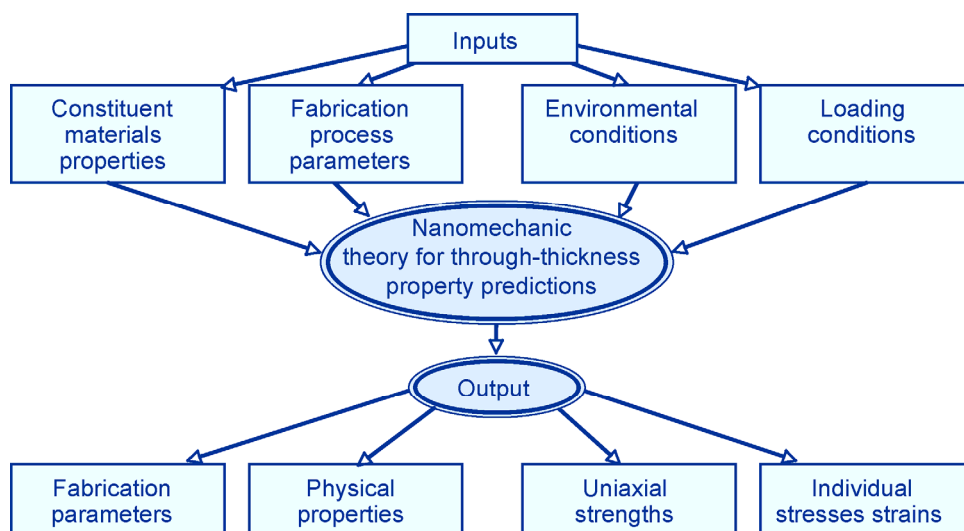 Inputs
Constituent
materials
properties
Fabrication
process
parameters
Environmental
conditions
Loading
conditions
Nanomechanic
theory for through-thickness
property predictions
Output
Fabrication
parameters
Physical
properties
Uniaxial
strengths
Individual
stresses strains